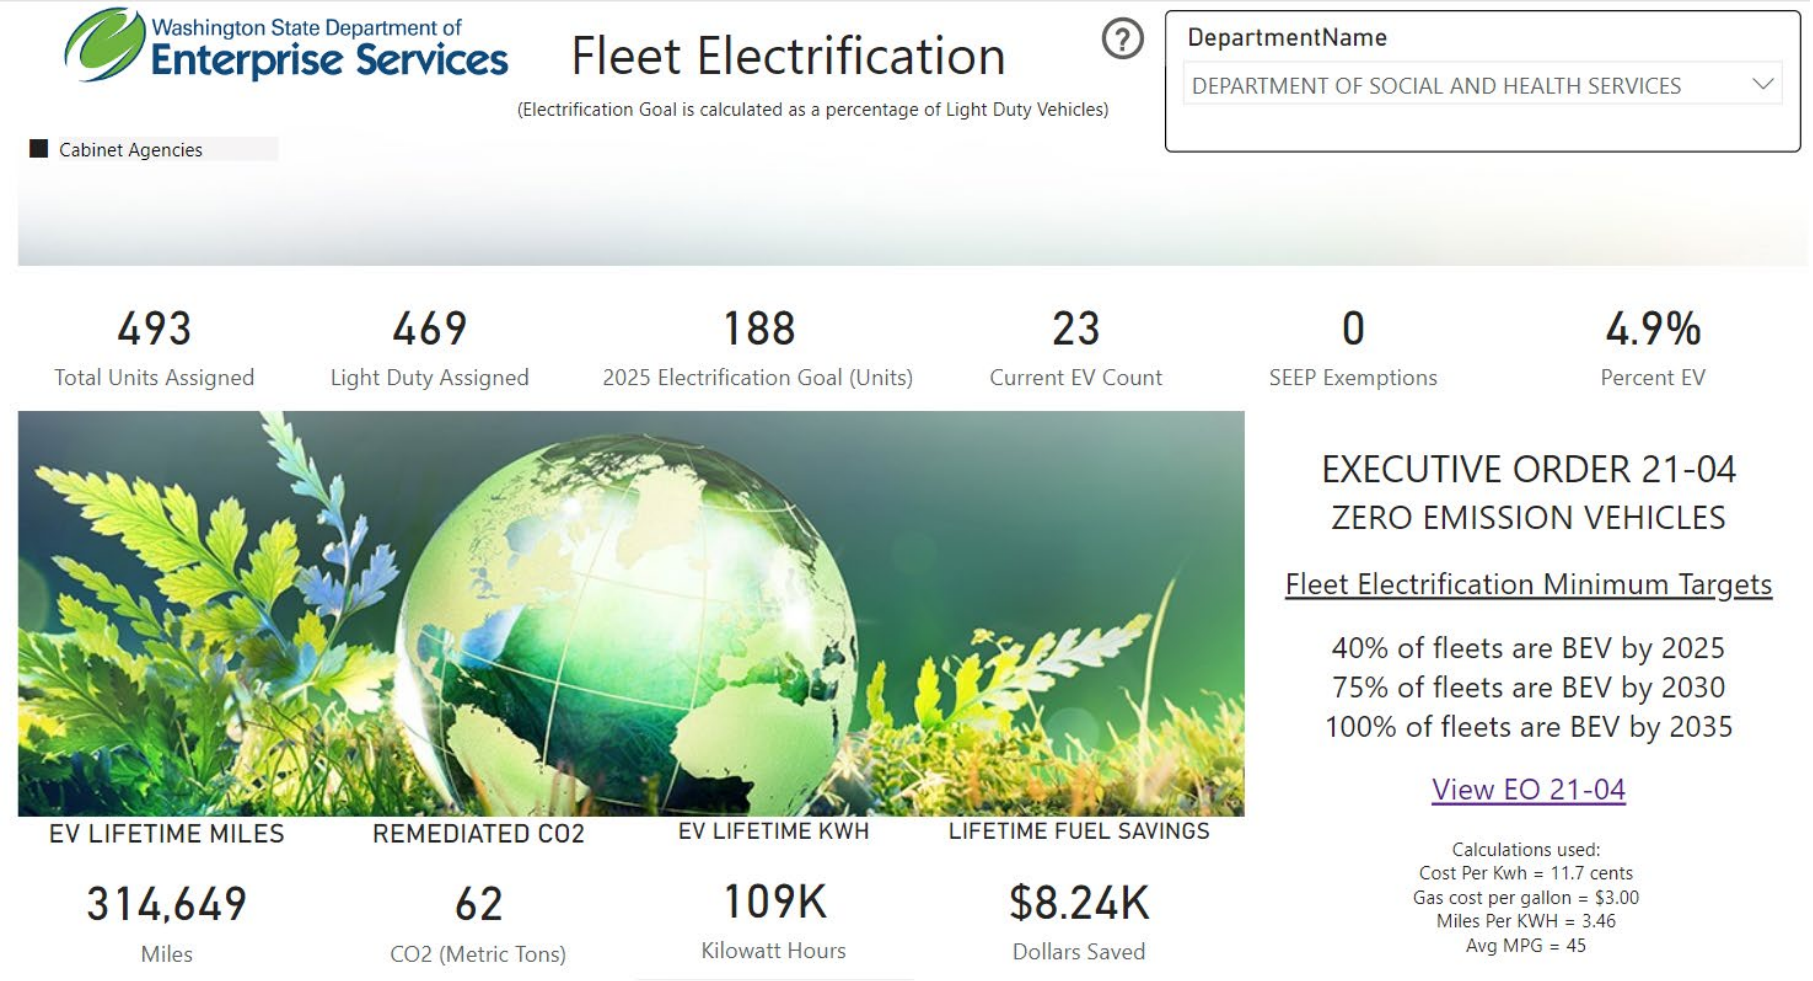 Washington State Department of
Enterprise Services
Fleet Electrification
(Electrification Goal is calculated as a percentage of Light Duty Vehicles)
?
DepartmentName
DEPARTMENT OF SOCIAL AND HEALTH SERVICES
Cabinet Agencies
493
Total Units Assigned
469
Light Duty Assigned
188
2025 Electrification Goal (Units)
23
Current EV Count
0
SEEP Exemptions
4.9%
Percent EV
EXECUTIVE ORDER 21-04
ZERO EMISSION VEHICLES
Fleet Electrification Minimum Targets
40% of fleets are BEV by 2025
75% of fleets are BEV by 2030
100% of fleets are BEV by 2035
View EO 21-04
Calculations used:
Cost Per Kwh = 11.7 cents
Gas cost per gallon = $3.00
Miles Per KWH = 3.46
Avg MPG = 45
EV LIFETIME MILES
314,649
Miles
REMEDIATED CO2
62
CO2 (Metric Tons)
EV LIFETIME KWH
109K
Kilowatt Hours
LIFETIME FUEL SAVINGS
$8.24K
Dollars Saved